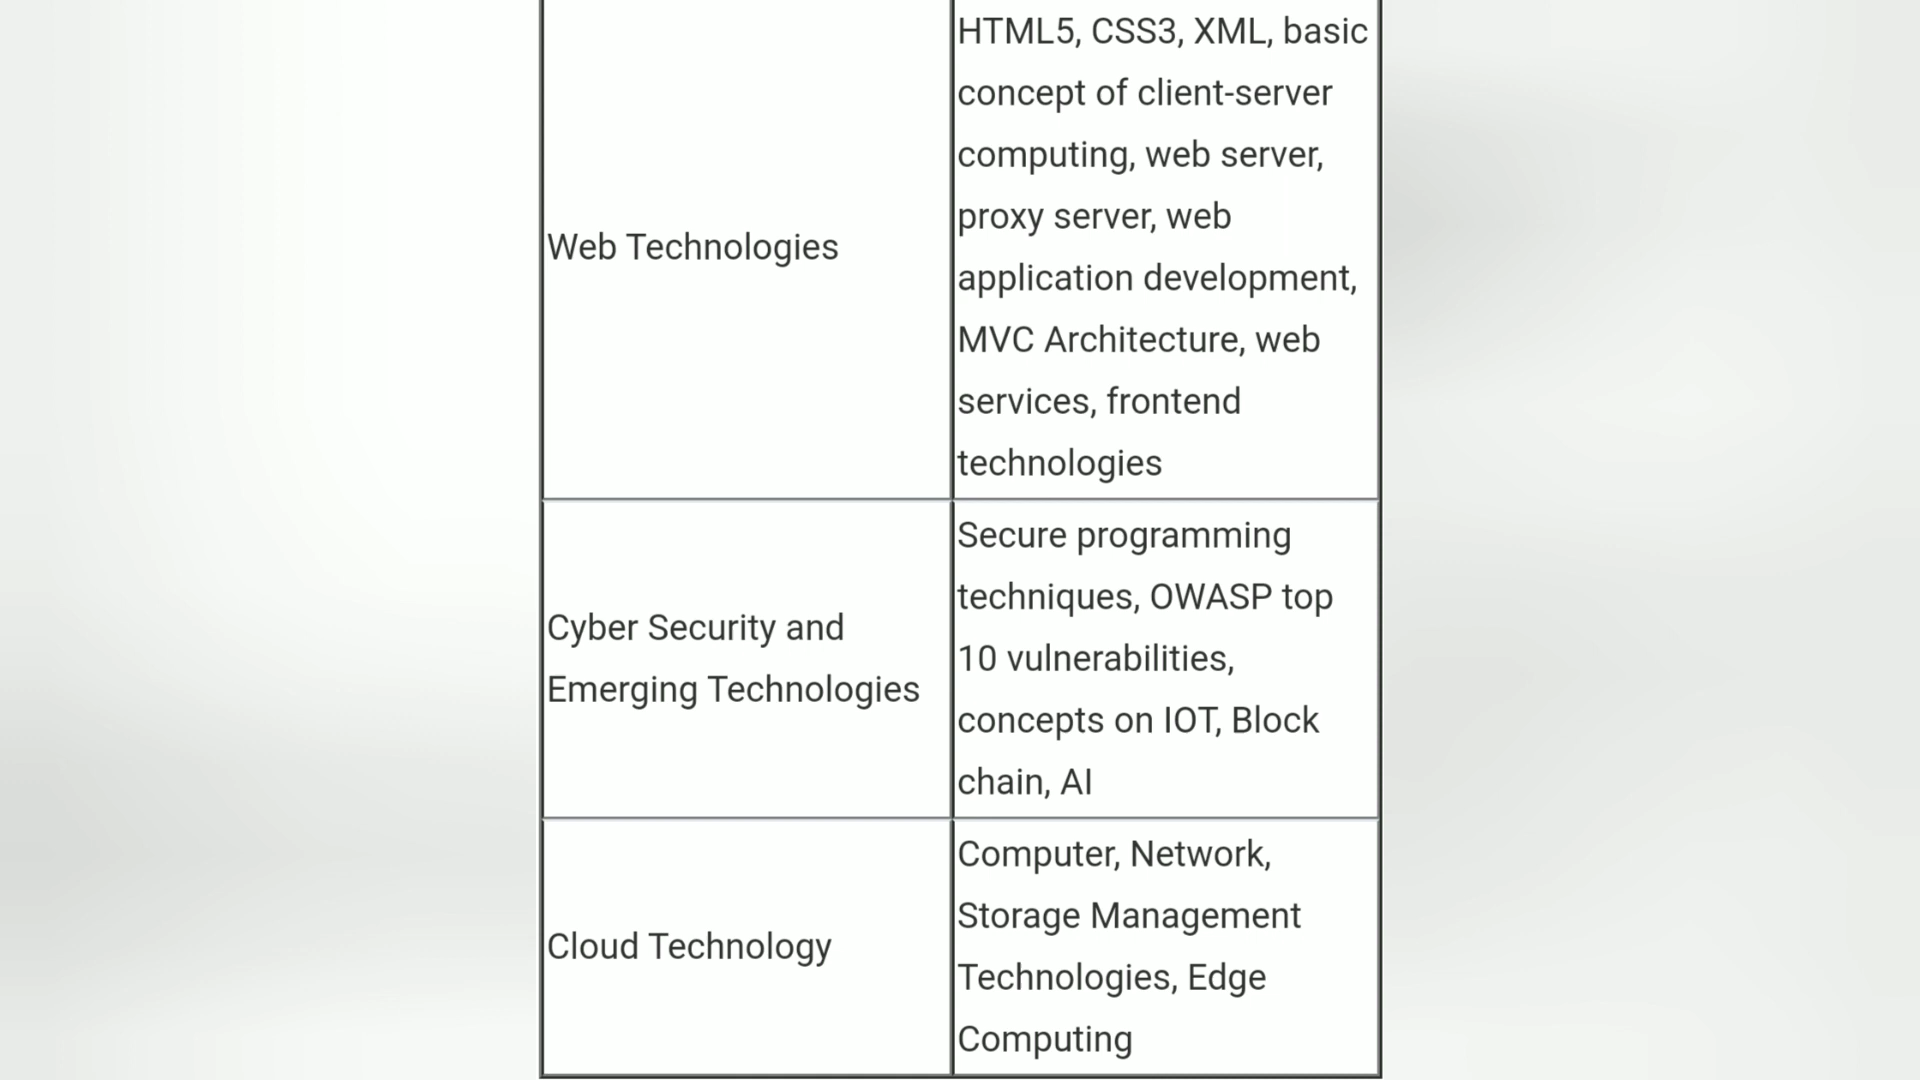 HTML5, CSS3, XML, basic
concept of client-server
computing, web server,
proxy server, web
Web Technologies
application development,
MVC Architecture, web
services, frontend
technologies
Secure programming
techniques, OWASP top
Cyber Security and
10 vulnerabilities,
Emerging Technologies
concepts on IOT, Block
chain, AI
Computer, Network,
Storage Management
Cloud Technology
Technologies, Edge
Computing